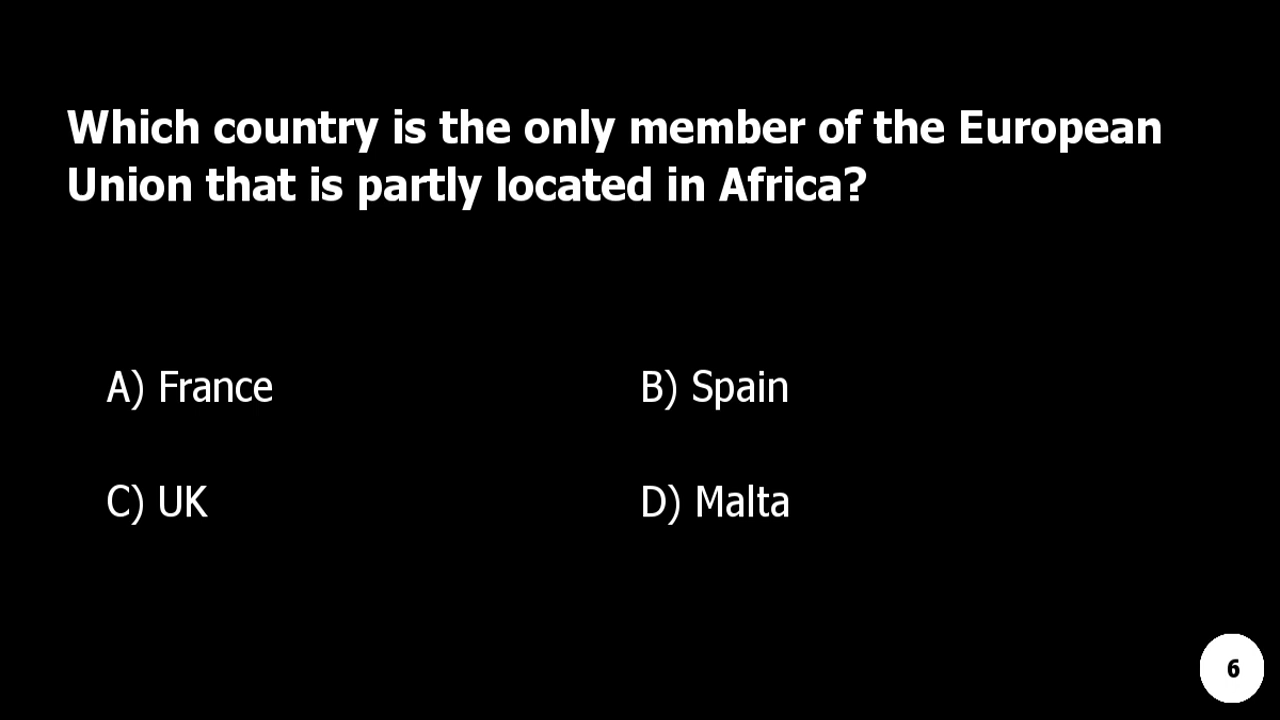 Which country is the only member of the European
Union that is partly located in Africa?
A) France
B) Spain
C) UK
D) Malta
6